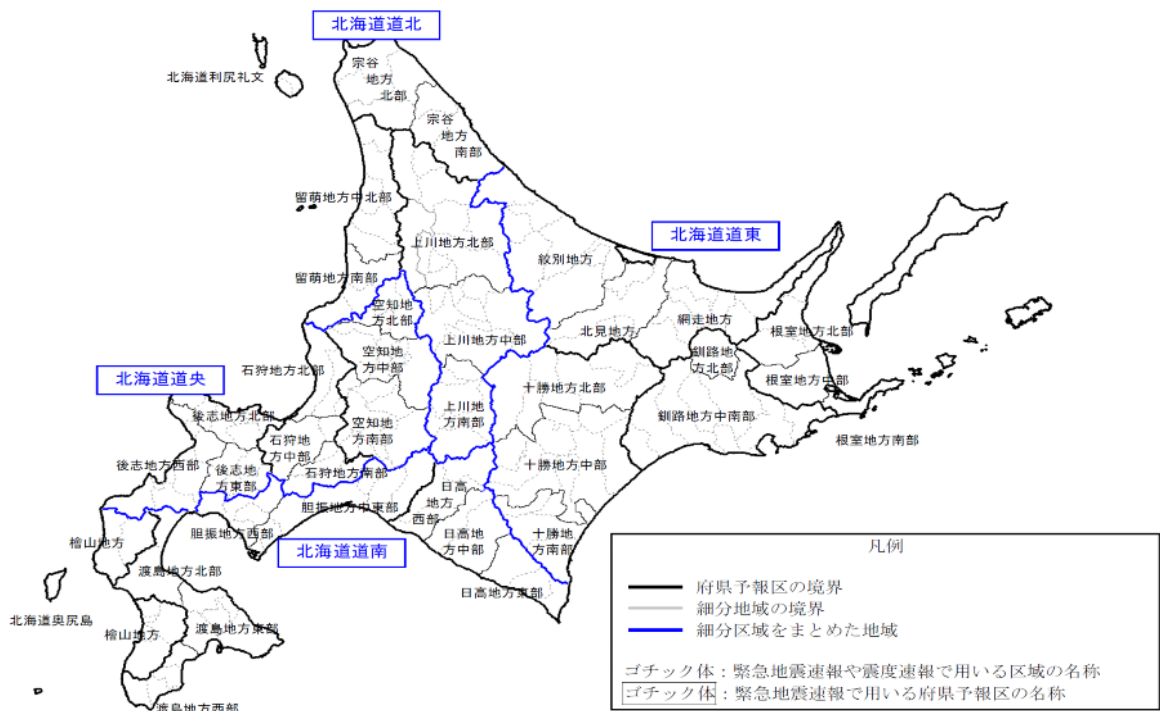 北海道道北
北海道利尻礼文
宗谷
地方
北部
宗谷
地方
南部
留萌地方中北部
上川地方北部
北海道道東
紋別地方
留萌地方南部
空知地
方北部
上川地方中部
北見地方
網走地方
根室地方北部
釧路地
方北部
空知地
方中部
石狩地方北部
北海道道央
十勝地方北部
根室地方中部
上川地
方南部
後志地方北部
釧路地方中南部
根室地方南部
石狩地
方中部
空知地
方南部
後志地方西部
後志地
方東部
石狩地方南部
十勝地方中部
日高
地方
西部
胆振地方中東部
檜山地方
胆振地方西部
北海道道南
日高地
方中部
十勝地
方南部
渡島地方北部
日高地方東部
北海道奥尻島
檜山地方
渡島地方東部
渡島地方西部
凡例
府県予報区の境界
細分地域の境界
細分区域をまとめた地域
ゴチック体：緊急地震速報や震度速報で用いる区域の名称
ゴチック体：緊急地震速報で用いる府県予報区の名称